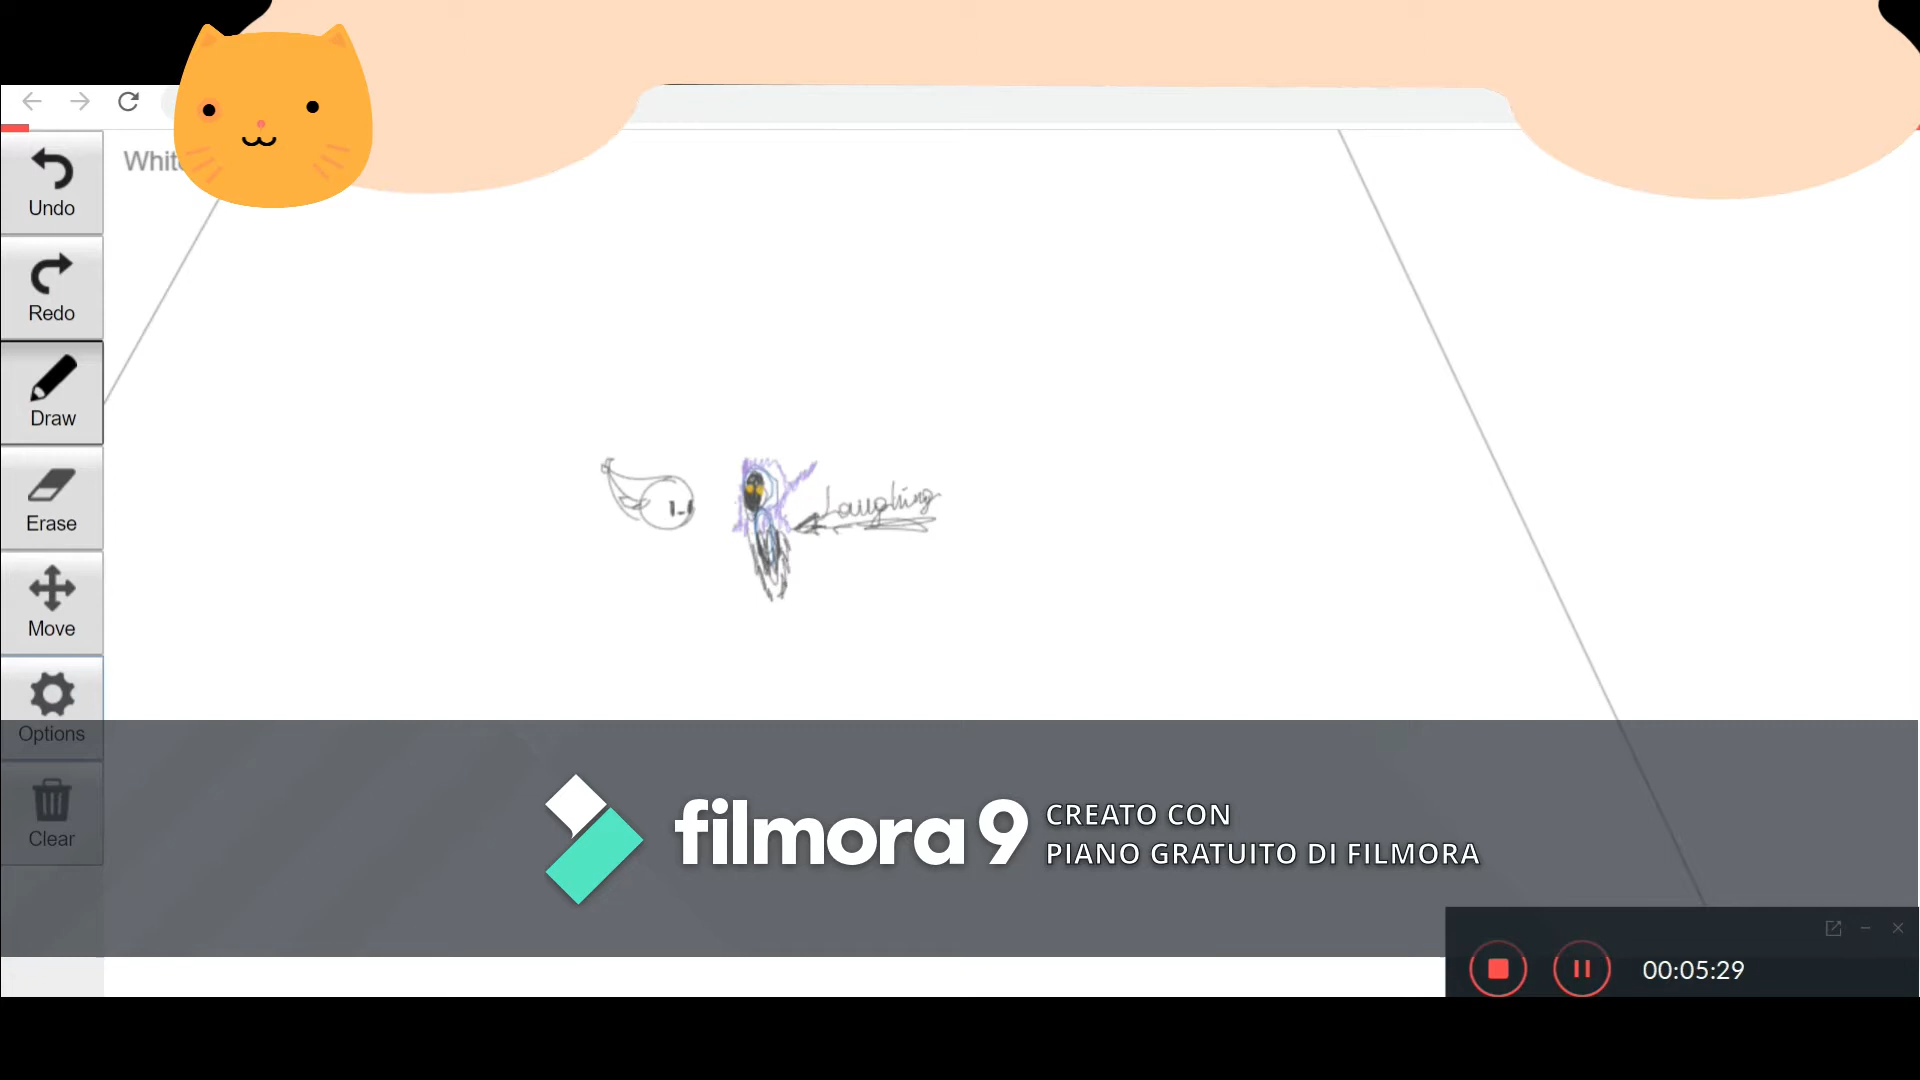 Whit
Undo
Redo
Draw
Erase
Move
Options
Clear
Laughing
filmora 9
CREATO CON
PIANO GRATUITO DI FILMORA
00:05:29